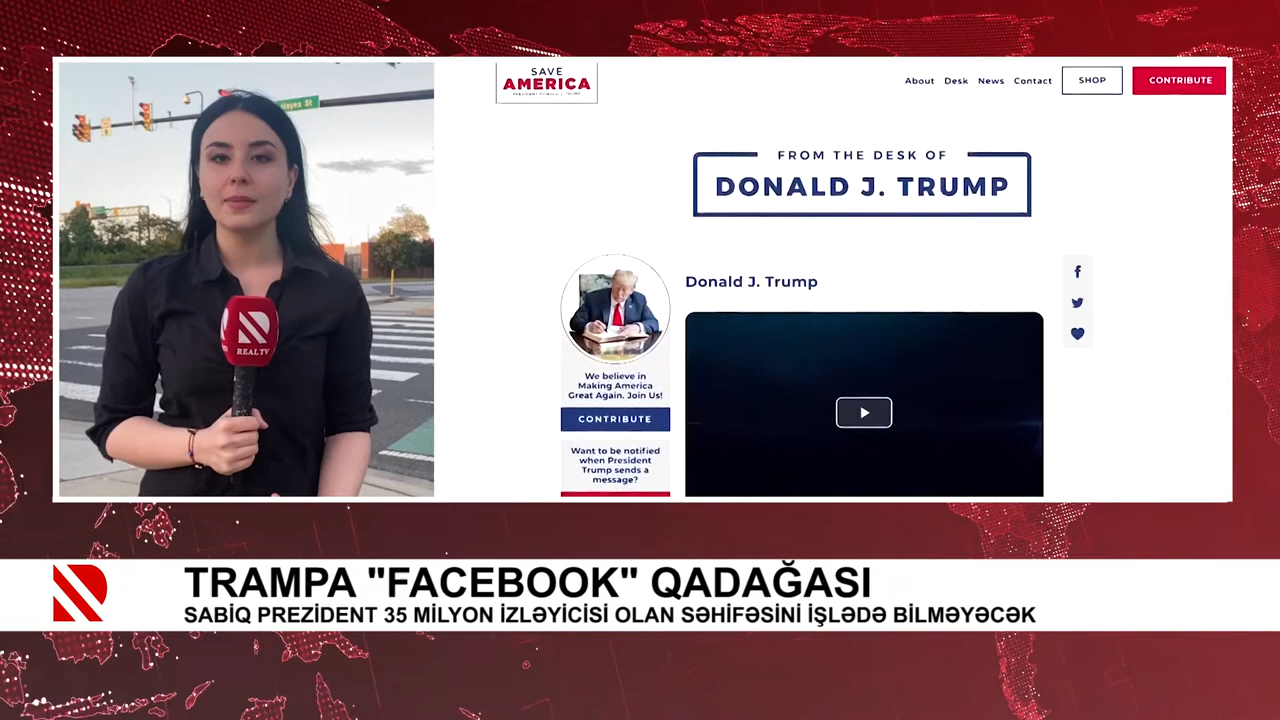 Hayes St
REAL TV
SAVE
AMERICA
PRESIDENT DONALD J. TRUMP
About Desk News Contact SHOP CONTRIBUTE
FROM THE DESK OF
DONALD J. TRUMP
Donald J. Trump
We believe in
Making America
Great Again. Join Us!
CONTRIBUTE
Want to be notified
when President
Trump sends a
message?
TRAMPA "FACEBOOK" QADAĞASI
SABİQ PREZİDENT 35 MİLYON İZLƏYİCİSİ OLAN SƏHİFƏSİNİ İŞLƏDƏ BİLMƏYƏCƏK